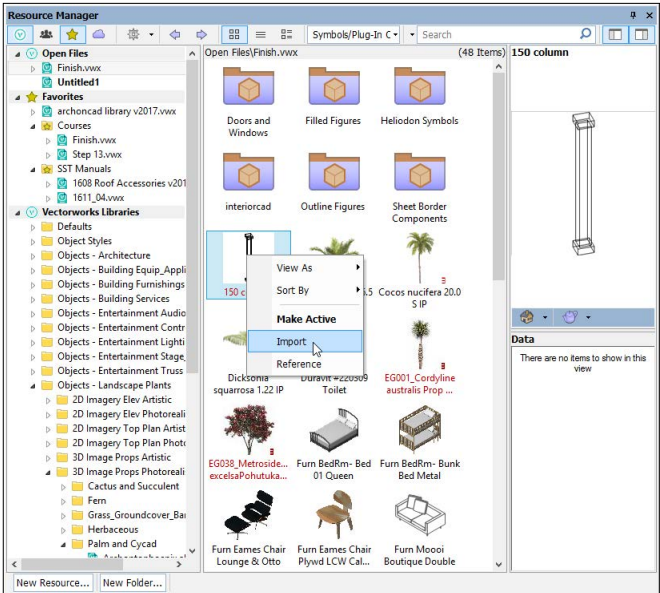 Resource Manager
Symbols/Plug-In C
Search
Open Files
Finish.vwx
Untitled1
Favorites
archoncad library v2017.vwx
Courses
Finish.vwx
Step 13.vwx
SST Manuals
1608 Roof Accessories v201
1611_04.vwx
Vectorworks Libraries
Defaults
Object Styles
Objects - Architecture
Objects - Building Equip_Appli
Objects - Building Furnishings
Objects - Building Services
Objects - Entertainment Audio
Objects - Entertainment Contr
Objects - Entertainment Lighti
Objects - Entertainment Stage_
Objects - Entertainment Truss
Objects - Landscape Plants
2D Imagery Elev Artistic
2D Imagery Elev Photoreali
2D Imagery Top Plan Artist
2D Imagery Top Plan Photo
3D Image Props Artistic
3D Image Props Photoreali
Cactus and Succulent
Fern
Grass_Groundcover_Bar
Herbaceous
Palm and Cycad
New Resource...
New Folder...
Open Files\Finish.vwx
(48 Items)
Doors and
Windows
Filled Figures
Heliodon Symbols
interiorcad
Outline Figures
Sheet Border
Components
150 c
.5
Cocos nucifera 20.0
S IP
View As
Sort By
Make Active
Import
Reference
Dicksonia
squarrosa 1.22 IP
Duravit +220509
Toilet
EG001_Cordyline
australis Prop ...
EG038_Metroside...
excelsaPohutuka...
Furn BedRm- Bed
01 Queen
Furn BedRm- Bunk
Bed Metal
Furn Eames Chair
Lounge & Otto
Furn Eames Chair
Plywd LCW Cal...
Furn Moooi
Boutique Double
150 column
Data
There are no items to show in this
view